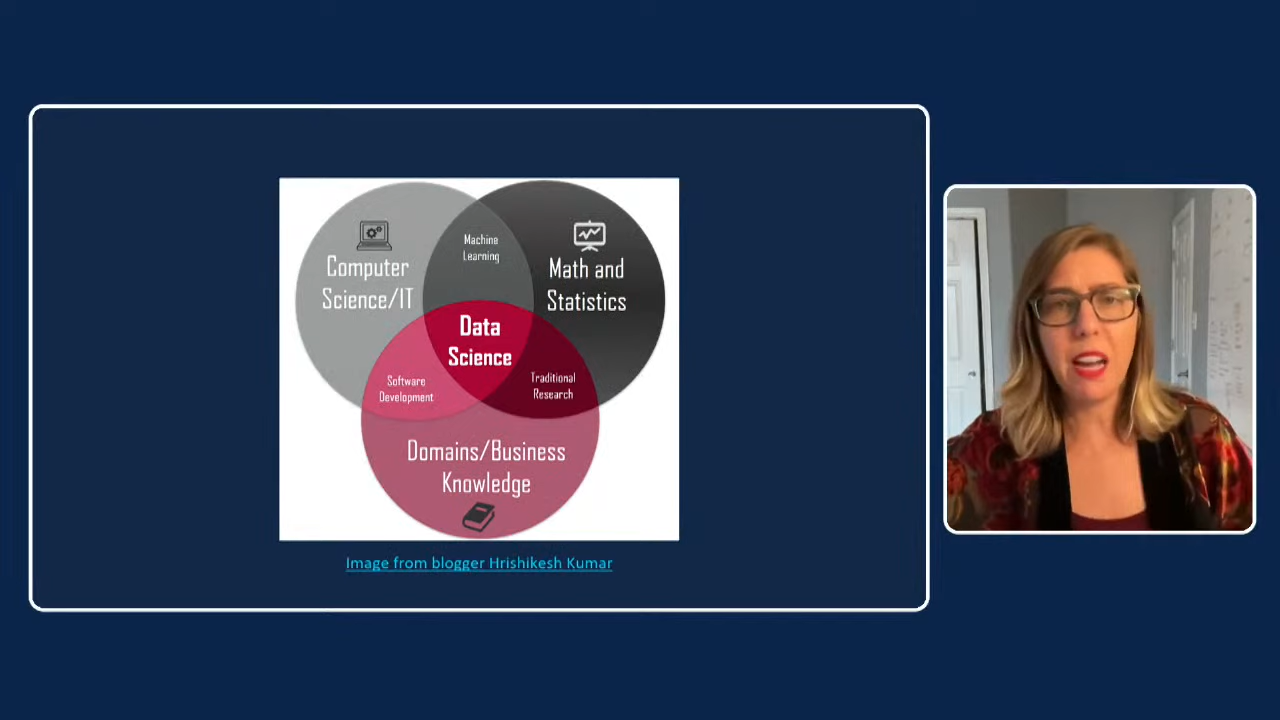 Computer
Science/IT
Machine
Learning
Math and
Statistics
Data
Science
Software
Development
Traditional
Research
Domains/Business
Knowledge
Image from blogger Hrishikesh Kumar